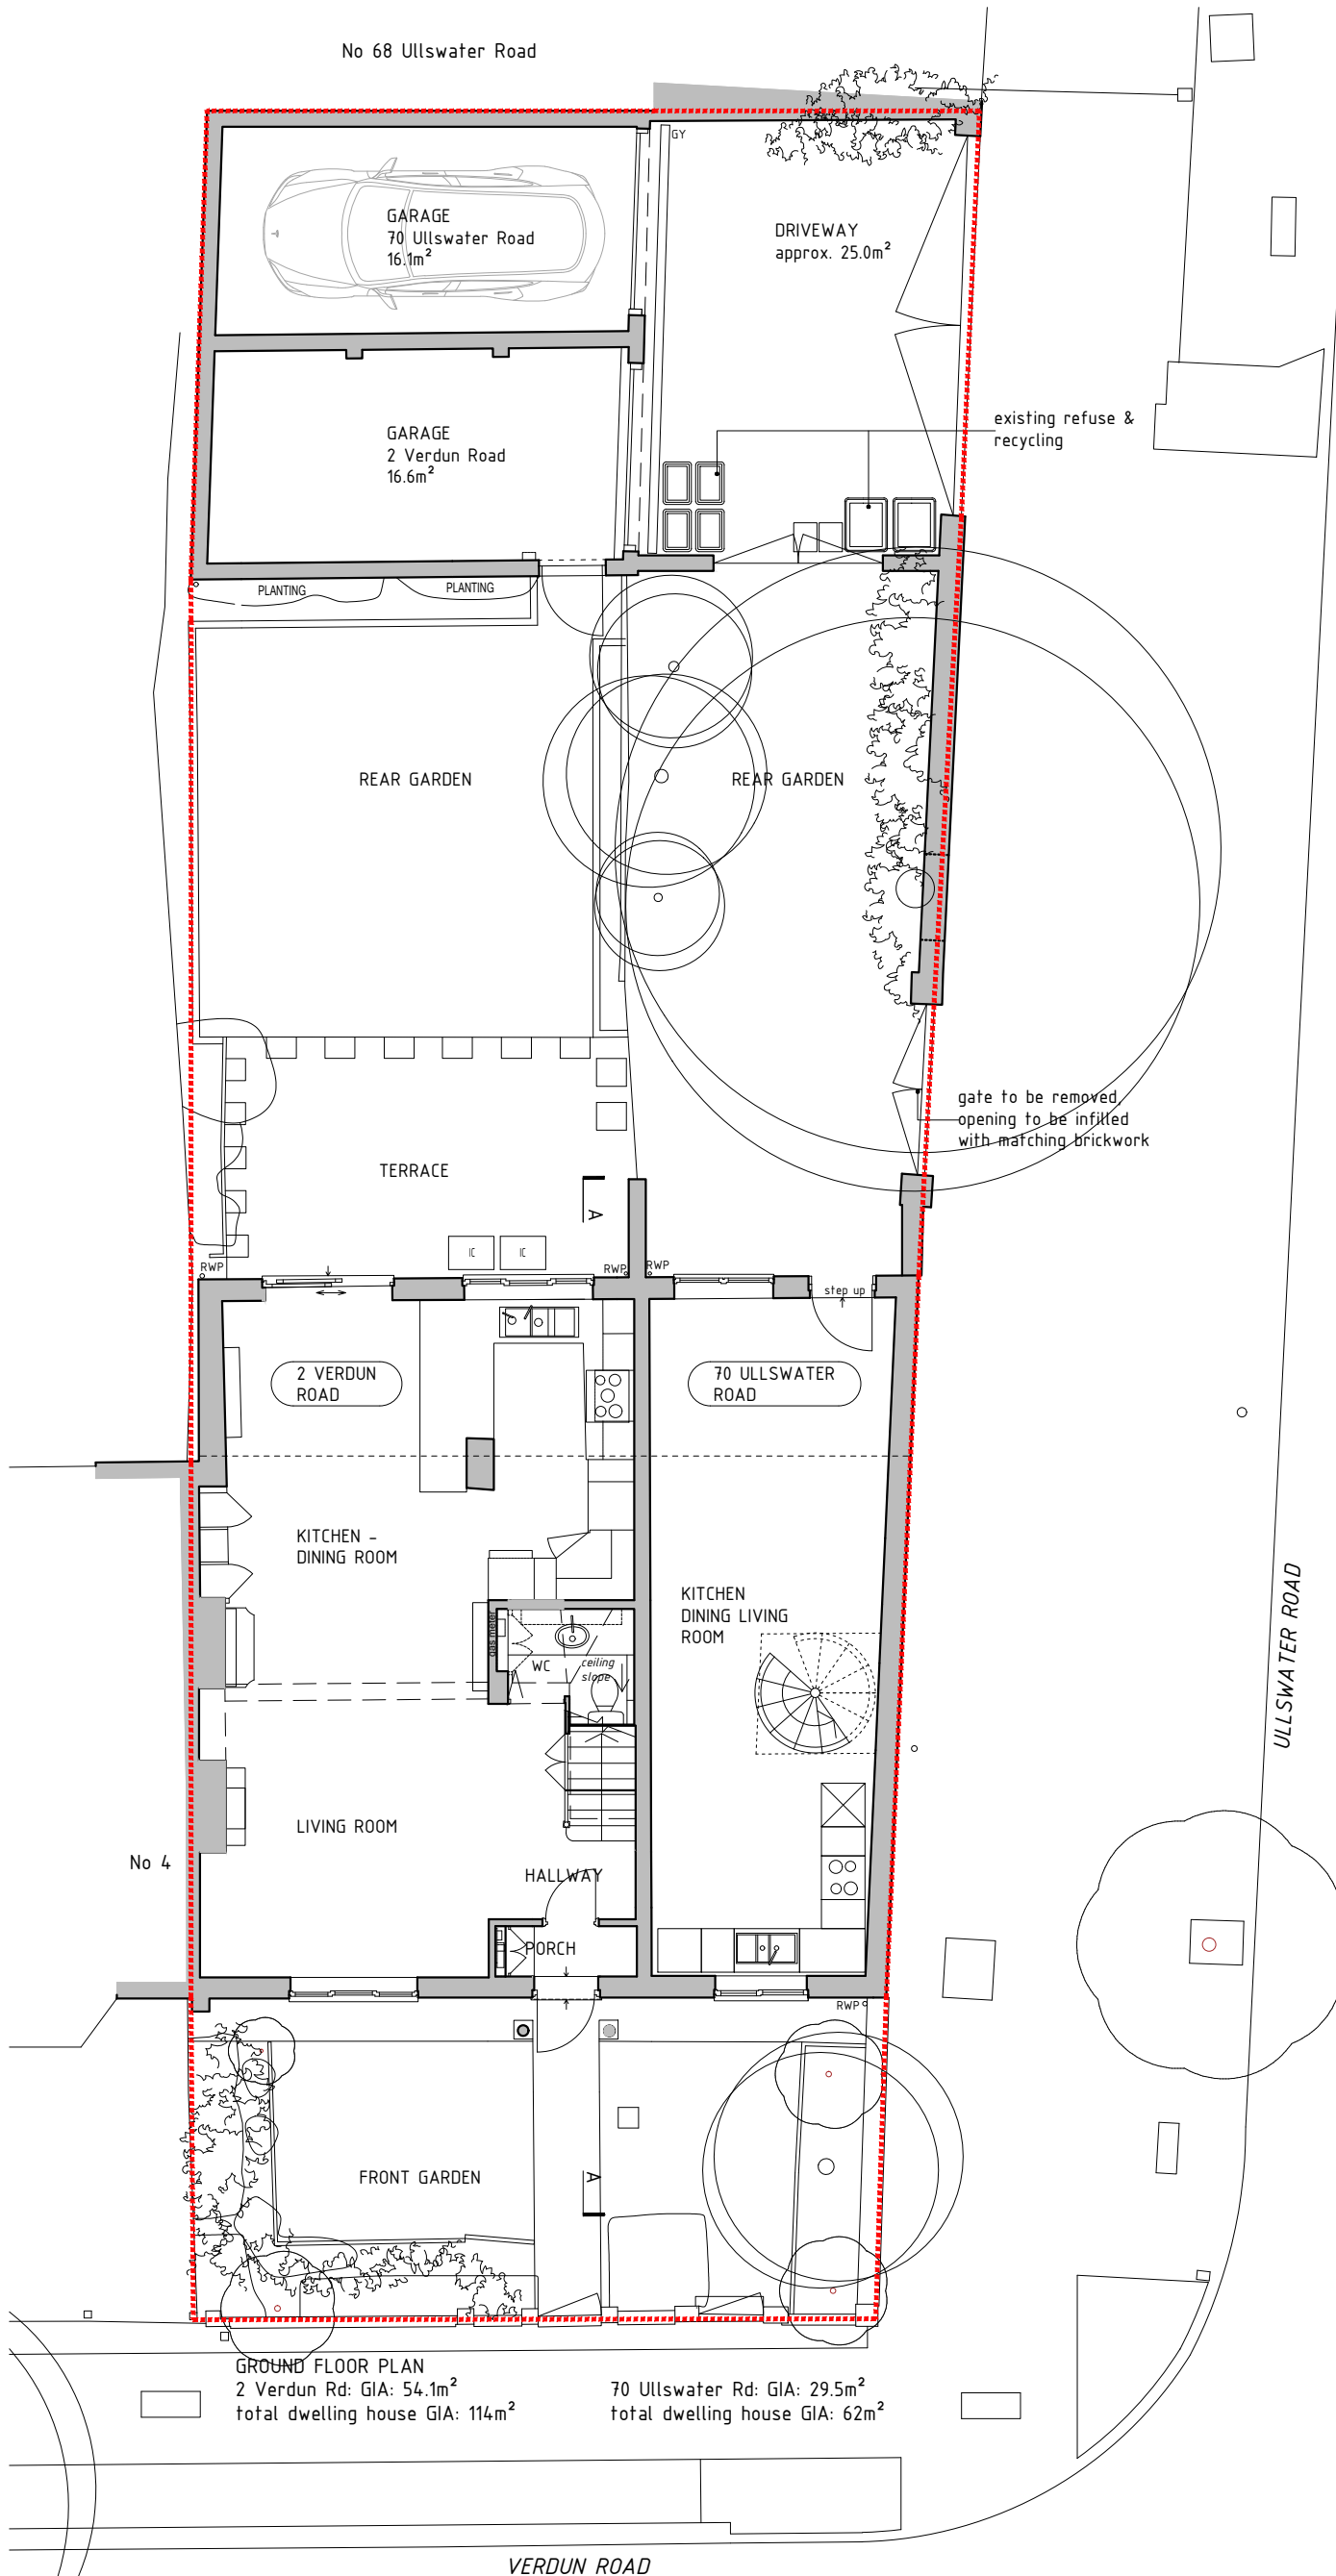 No 68 Ullswater Road
GY
GARAGE
70 Ullswater Road
16.1m²
DRIVEWAY
approx. 25.0m²
existing refuse &
recycling
GARAGE
2 Verdun Road
16.6m²
PLANTING
PLANTING
REAR GARDEN
REAR GARDEN
gate to be removed,
opening to be infilled
with matching brickwork
TERRACE
A
IC
IC
RWP
RWP
RWP
step up
2 VERDUN
ROAD
70 ULLSWATER
ROAD
KITCHEN -
DINING ROOM
KITCHEN
DINING LIVING
ROOM
gas meter
WC
ceiling
slope
ULLSWATER ROAD
LIVING ROOM
No 4
HALLWAY
PORCH
RWP
FRONT GARDEN
A
GROUND FLOOR PLAN
2 Verdun Rd: GIA: 54.1m²
total dwelling house GIA: 114m²
70 Ullswater Rd: GIA: 29.5m²
total dwelling house GIA: 62m²
VERDUN ROAD